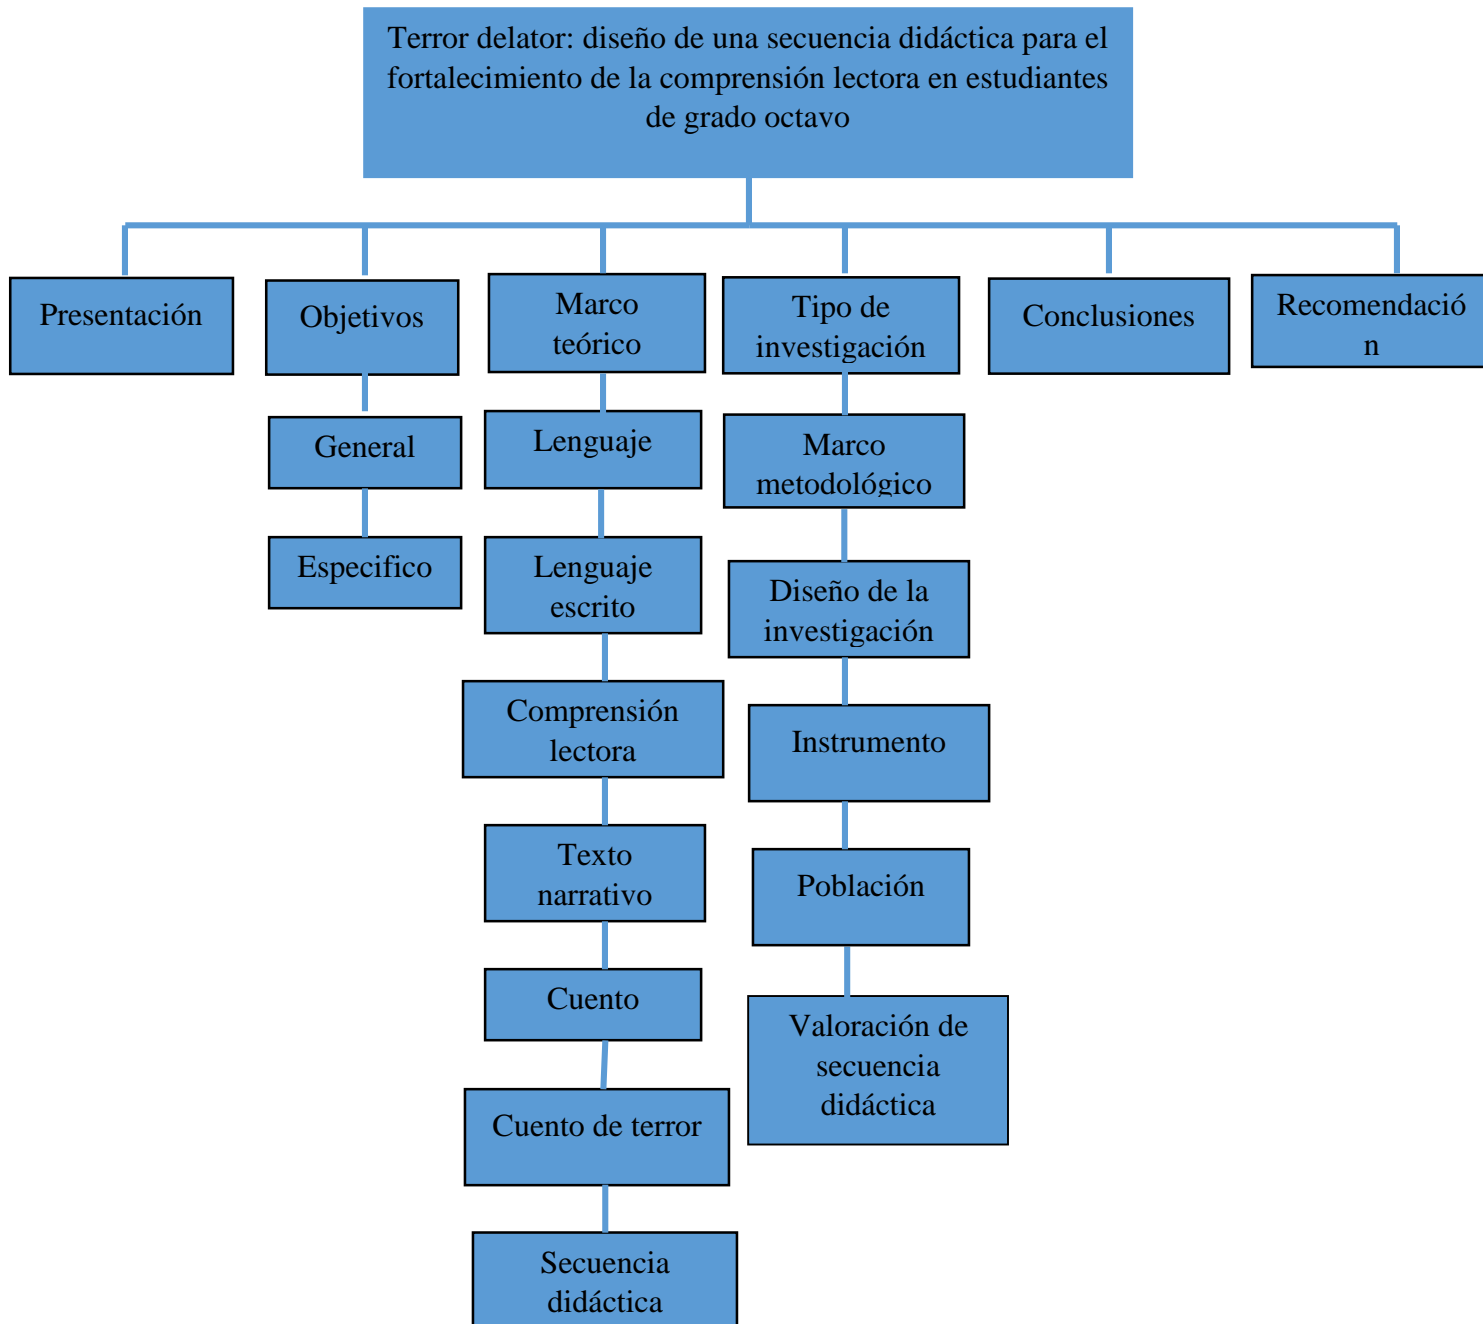 Terror delator: diseño de una secuencia didáctica para el
fortalecimiento de la comprensión lectora en estudiantes
de grado octavo
Presentación
Objetivos
Marco
teórico
Tipo de
investigación
Conclusiones
Recomendació
n
General
Especifico
Lenguaje
Lenguaje
escrito
Comprensión
lectora
Texto
narrativo
Cuento
Cuento de terror
Secuencia
didáctica
Marco
metodológico
Diseño de la
investigación
Instrumento
Población
Valoración de
secuencia
didáctica